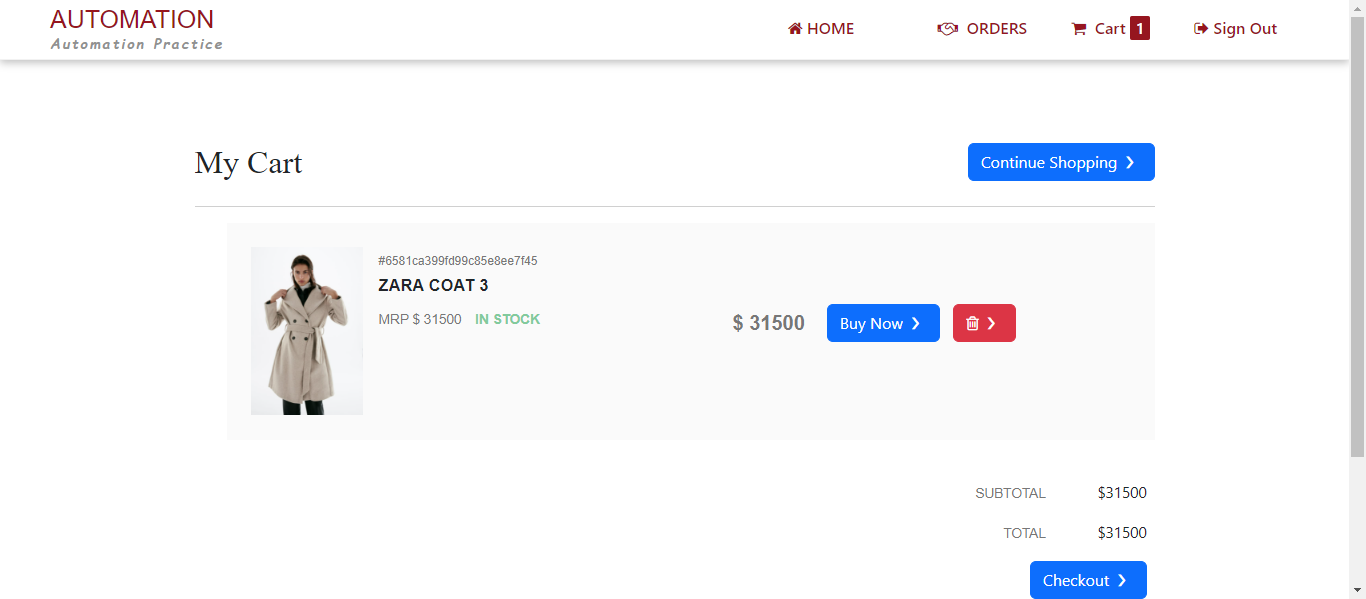 AUTOMATION
Automation Practice
HOME
ORDERS
Cart 1
Sign Out
My Cart
Continue Shopping
#6581ca399fd99c85e8ee7f45
ZARA COAT 3
MRP $ 31500 IN STOCK
$ 31500
Buy Now
SUBTOTAL $31500
TOTAL $31500
Checkout